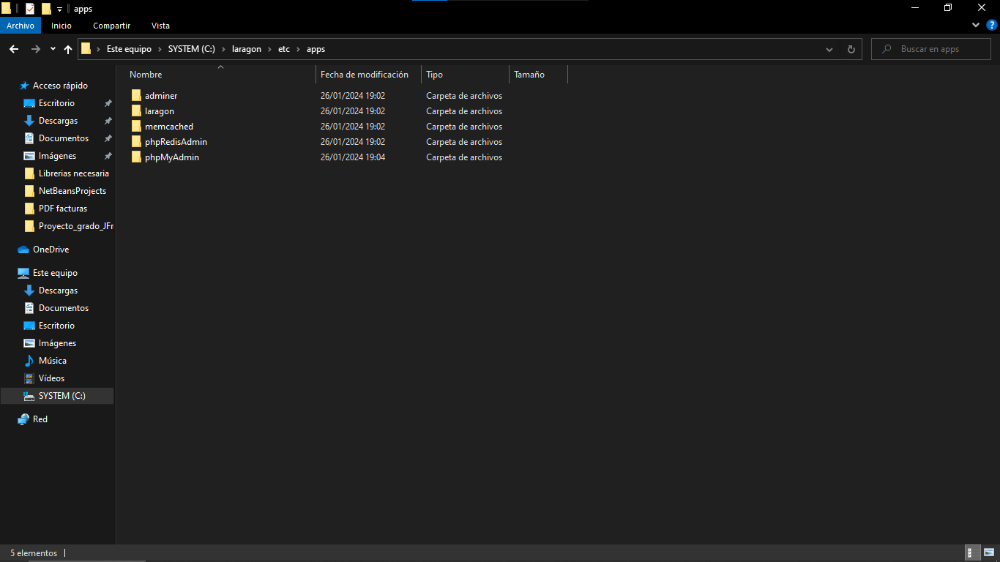 apps
Archivo Inicio Compartir Vista
Este equipo SYSTEM (C:) laragon etc apps
Buscar en apps
Nombre Fecha de modificación Tipo Tamaño
adminer 26/01/2024 19:02 Carpeta de archivos
laragon 26/01/2024 19:02 Carpeta de archivos
memcached 26/01/2024 19:02 Carpeta de archivos
phpRedisAdmin 26/01/2024 19:02 Carpeta de archivos
phpMyAdmin 26/01/2024 19:04 Carpeta de archivos
Acceso rápido
Escritorio
Descargas
Documentos
Imágenes
Librerias necesaria
NetBeansProjects
PDF facturas
Proyecto_grado_JFra
OneDrive
Este equipo
Descargas
Documentos
Escritorio
Imágenes
Música
Vídeos
SYSTEM (C:)
Red
5 elementos